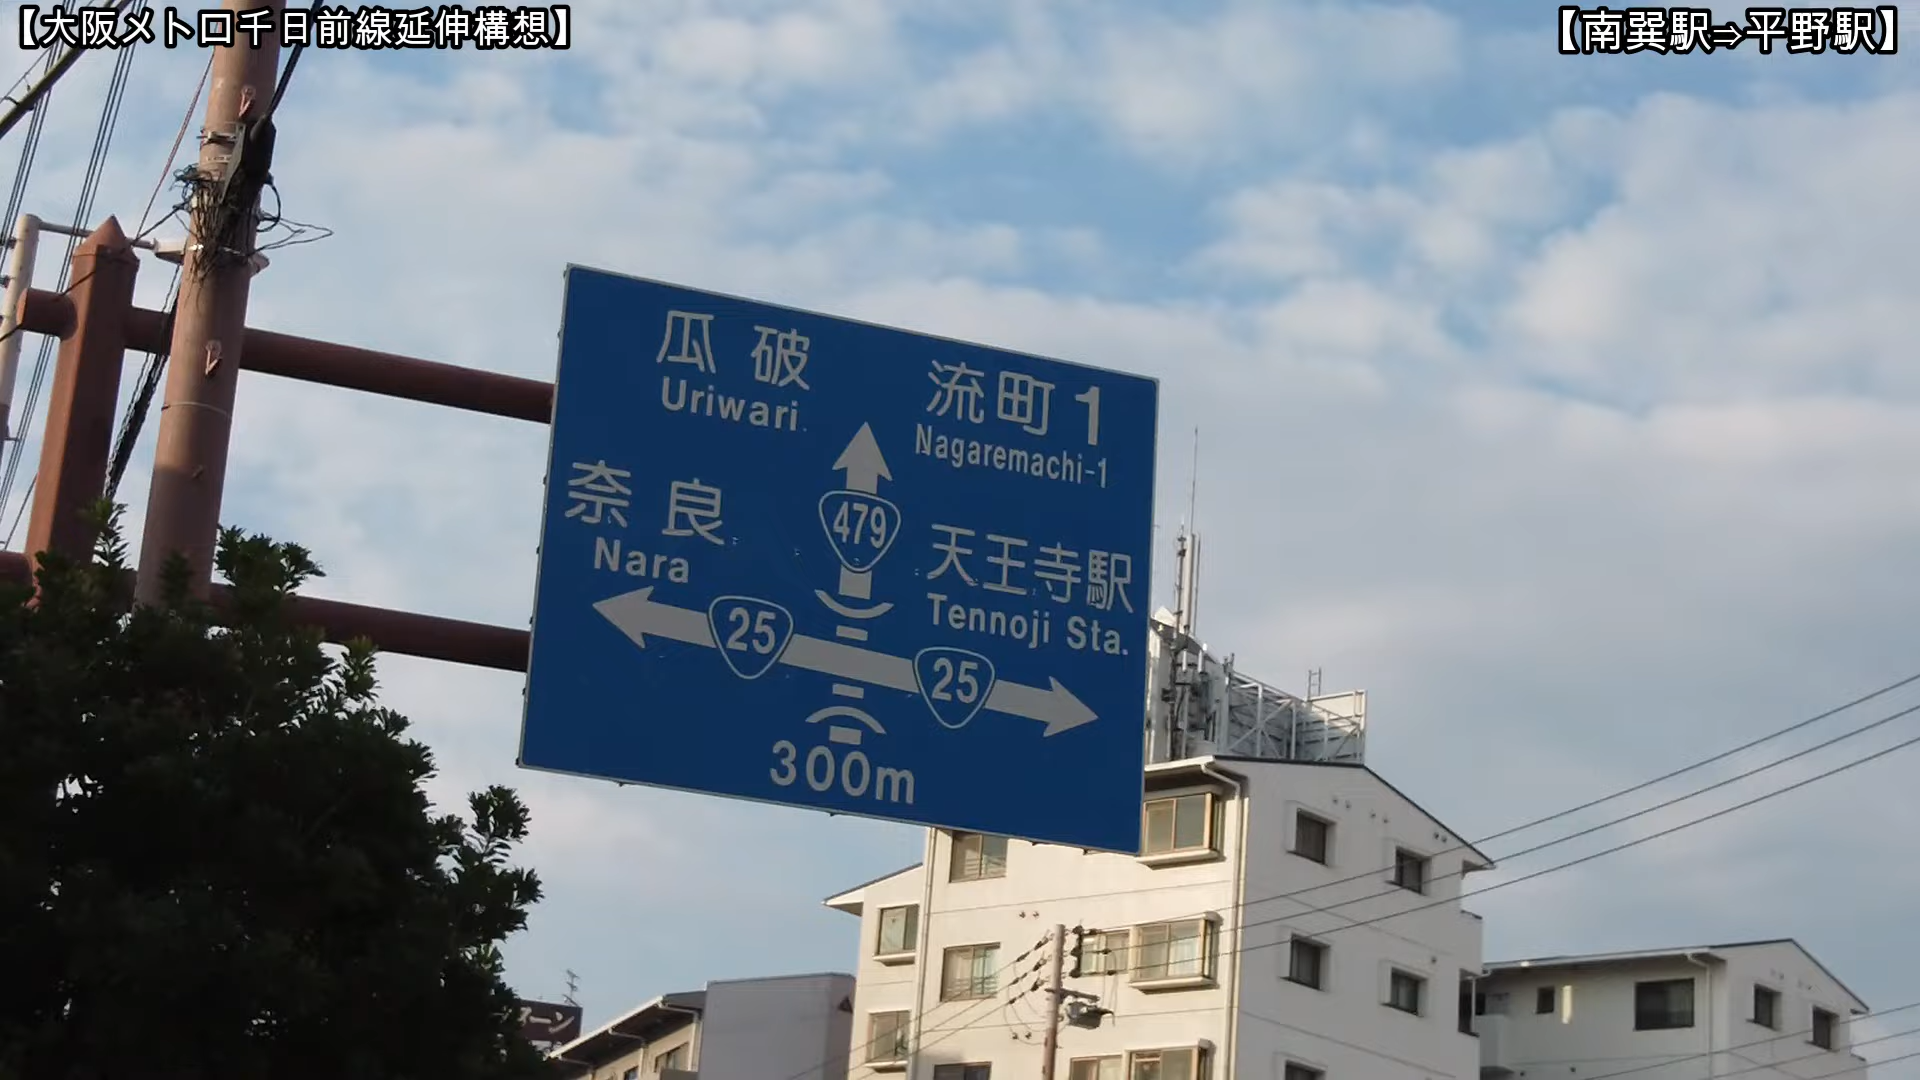 【大阪メトロ千日前線延伸構想】
【南巽駅⇒平野駅】
瓜破
Uriwari
流町1
Nagaremachi-1
奈良
Nara
479
天王寺駅
Tennoji Sta.
25
25
300m
ーン